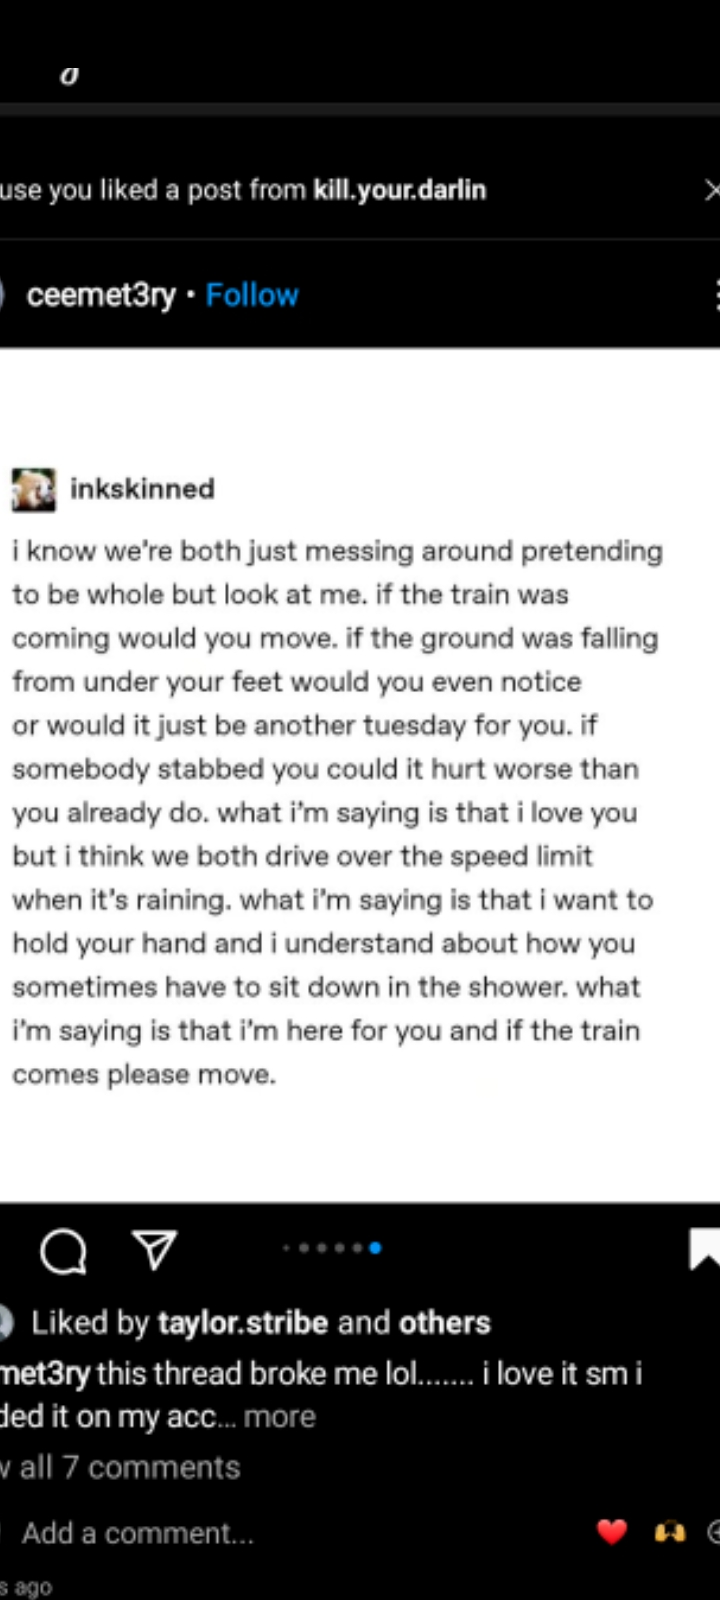 use you liked a post from kill.your.darlin
ceemet3ry • Follow
inkskinned
i know we're both just messing around pretending
to be whole but look at me. if the train was
coming would you move. if the ground was falling
from under your feet would you even notice
or would it just be another tuesday for you. if
somebody stabbed you could it hurt worse than
you already do. what i'm saying is that i love you
but i think we both drive over the speed limit
when it's raining. what i'm saying is that i want to
hold your hand and i understand about how you
sometimes have to sit down in the shower. what
i'm saying is that i'm here for you and if the train
comes please move.
Liked by taylor.stribe and others
met3ry this thread broke me lol....... i love it sm i
ded it on my acc... more
w all 7 comments
Add a comment...
s ago